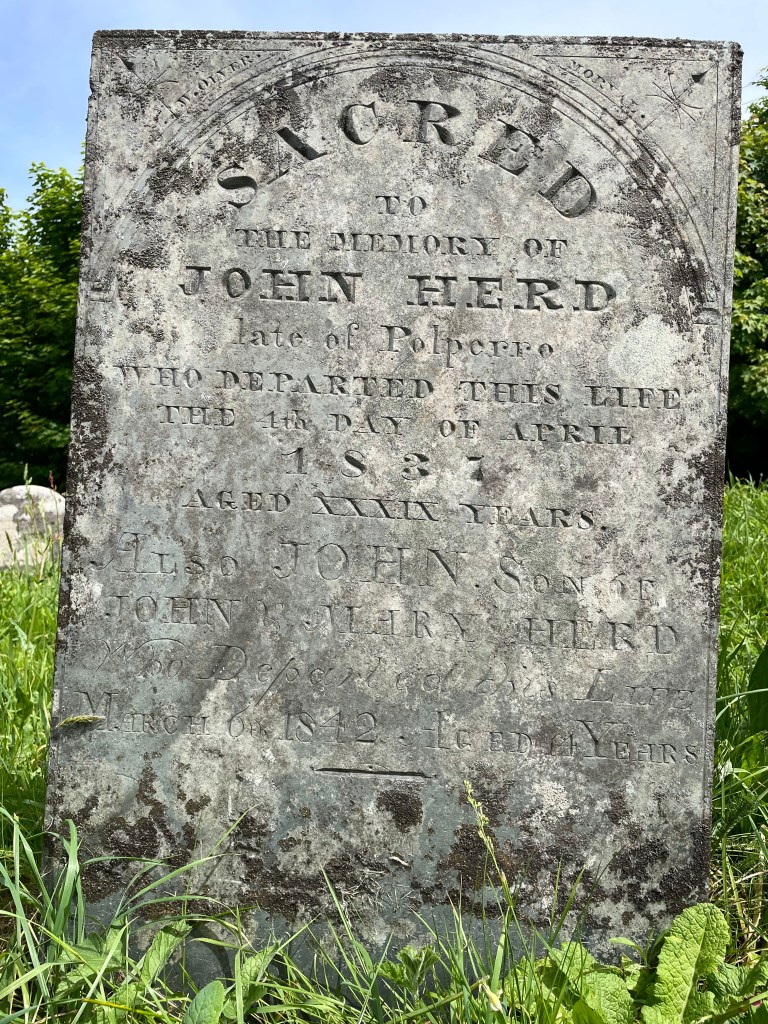 W. OLVER
SACRED
TO
THE MEMORY OF
JOHN HERD
late of Polperro
WHO DEPARTED THIS LIFE
THE 4th DAY OF APRIL
1837
AGED XXXIX YEARS.
ALSO JOHN SON OF
JOHN & MARY HERD
Who Departed this LIFE
MARCH 6th 1842. AGED 14 YEARS